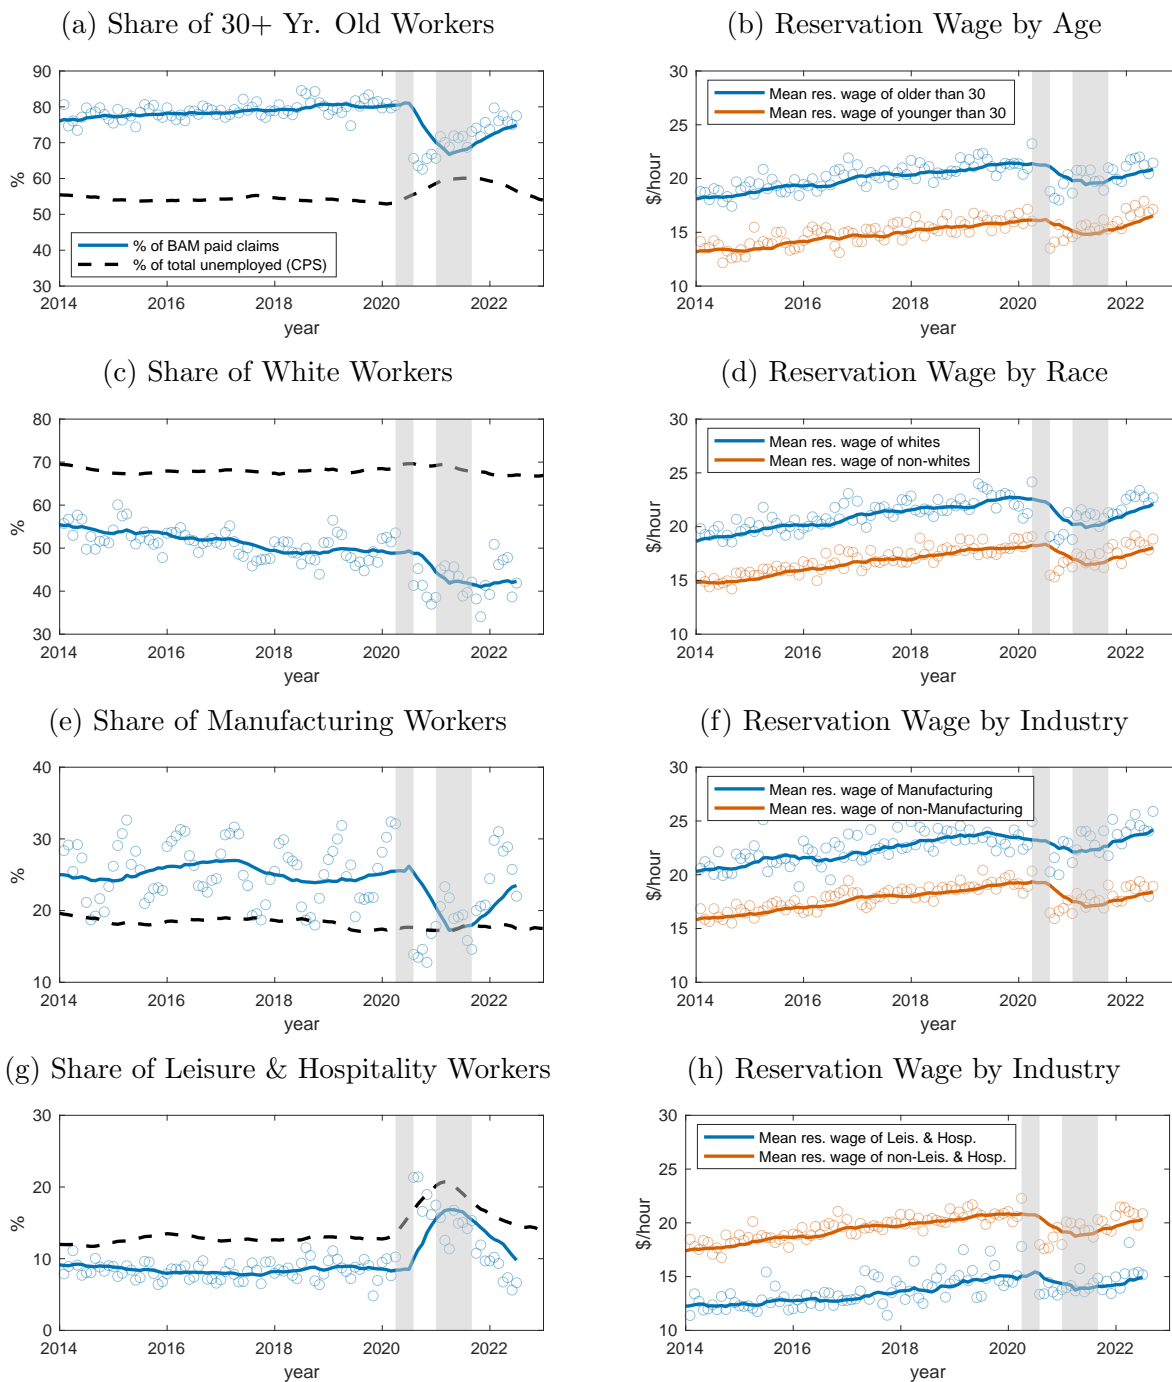 (a) Share of 30+ Yr. Old Workers
90
80
70
60
50
40
30
%
% of BAM paid claims
% of total unemployed (CPS)
2014 2016 2018 2020 2022
year
(b) Reservation Wage by Age
30
25
20
15
10
$/hour
Mean res. wage of older than 30
Mean res. wage of younger than 30
2014 2016 2018 2020 2022
year
(c) Share of White Workers
80
70
60
50
40
30
%
2014 2016 2018 2020 2022
year
(d) Reservation Wage by Race
30
25
20
15
10
$/hour
Mean res. wage of whites
Mean res. wage of non-whites
2014 2016 2018 2020 2022
year
(e) Share of Manufacturing Workers
40
30
20
10
%
2014 2016 2018 2020 2022
year
(f) Reservation Wage by Industry
30
25
20
15
10
$/hour
Mean res. wage of Manufacturing
Mean res. wage of non-Manufacturing
2014 2016 2018 2020 2022
year
(g) Share of Leisure & Hospitality Workers
30
20
10
0
%
2014 2016 2018 2020 2022
year
(h) Reservation Wage by Industry
30
25
20
15
10
$/hour
Mean res. wage of Leis. & Hosp.
Mean res. wage of non-Leis. & Hosp.
2014 2016 2018 2020 2022
year